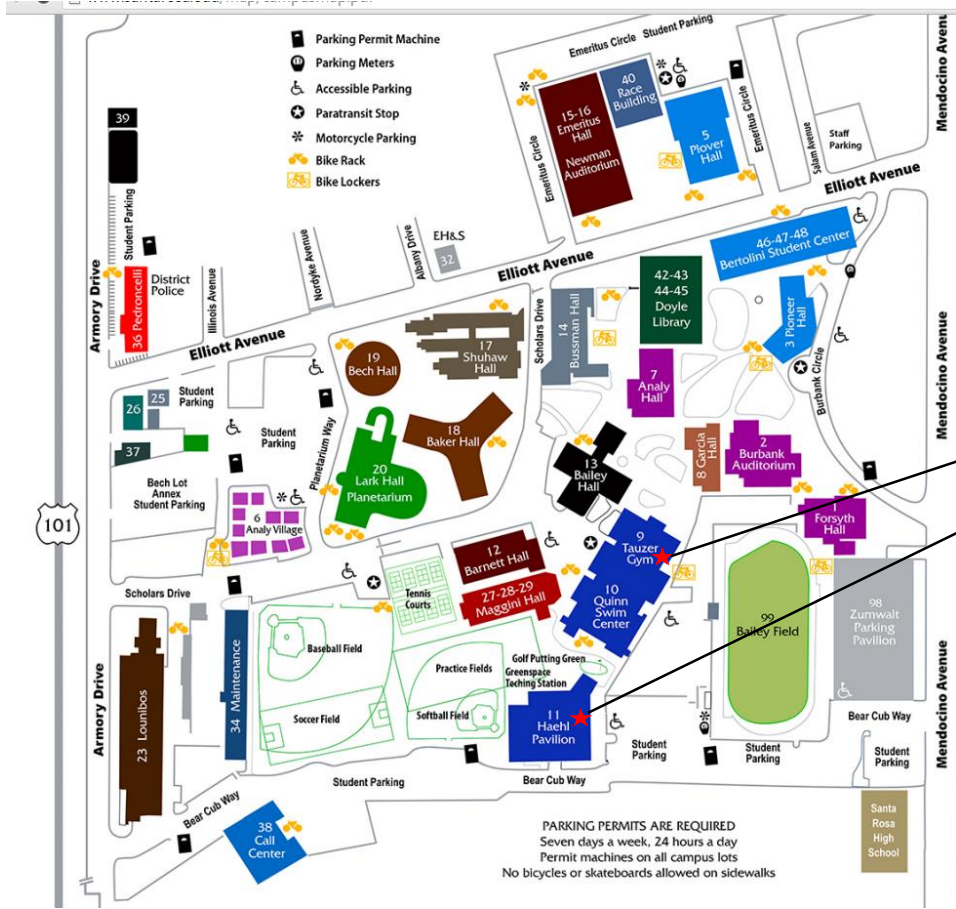 Parking Permit Machine
Parking Meters
Accessible Parking
Paratransit Stop
Motorcycle Parking
Bike Rack
Bike Lockers
Emeritus Circle Student Parking
40
Race
Building
15-16
Emeritus
Hall
Newman
Auditorium
5
Plover
Hall
Emeritus Circle
Emeritus Circle
Salem Avenue
Staff
Parking
Mendocino Avenue
39
Student Parking
Armory Drive
36 Pedroncelli
District
Police
Illinois Avenue
Nordyke Avenue
Albany Drive
EH&S
32
Elliott Avenue
Elliott Avenue
Elliott Avenue
46-47-48
Bertolini Student Center
42-43
44-45
Doyle
Library
Scholars Drive
14
Bussman Hall
3 Pioneer
Hall
Burbank Circle
Mendocino Avenue
17
Shuhaw
Hall
19
Bech Hall
7
Analy
Hall
26
25
37
Student
Parking
Student
Parking
Planetarium Way
18
Baker Hall
20
Lark Hall
Planetarium
8 Garcia
Hall
2
Burbank
Auditorium
13
Bailey
Hall
Mendocino Avenue
Bech Lot
Annex
Student Parking
6
Analy Village
101
1
Forsyth
Hall
9
Tauzer
Gym
12
Barnett Hall
27-28-29
Maggini Hall
10
Quinn
Swim
Center
Tennis
Courts
Scholars Drive
98
Zumwalt
Parking
Pavilion
99
Bailey Field
Baseball Field
Practice Fields
Golf Putting Green
Greenspace
Teching Station
Armory Drive
23 Lounibos
34 Maintenance
Soccer Field
Softball Field
11
Haehl
Pavilion
Mendocino Avenue
Bear Cub Way
Student
Parking
Student
Parking
Student
Parking
Student Parking
Bear Cub Way
Bear Cub Way
38
Call
Center
Santa
Rosa
High
School
PARKING PERMITS ARE REQUIRED
Seven days a week, 24 hours a day
Permit machines on all campus lots
No bicycles or skateboards allowed on sidewalks